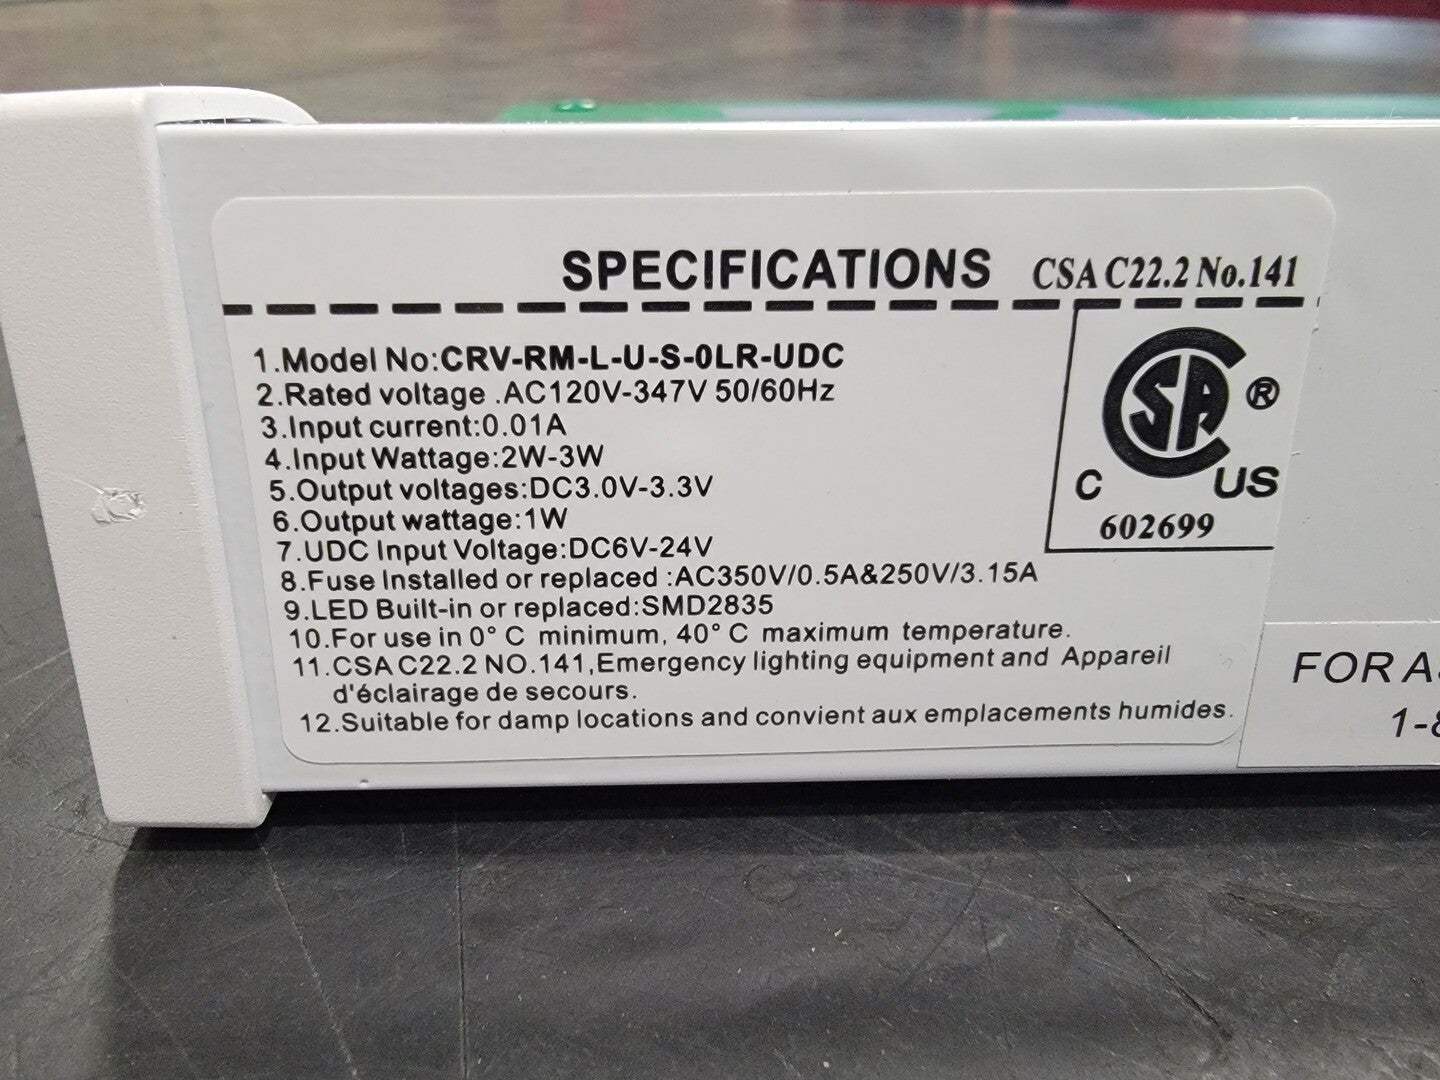 SPECIFICATIONS CSA C22.2 No.141
1.Model No:CRV-RM-L-U-S-0LR-UDC
2.Rated voltage .AC120V-347V 50/60Hz
3.Input current:0.01A
4.Input Wattage:2W-3W
5.Output voltages:DC3.0V-3.3V
6.Output wattage:1W
7.UDC Input Voltage:DC6V-24V
8.Fuse Installed or replaced :AC350V/0.5A&250V/3.15A
9.LED Built-in or replaced:SMD2835
10.For use in 0° C minimum, 40° C maximum temperature.
11.CSA C22.2 NO.141,Emergency lighting equipment and Appareil
d'éclairage de secours.
12.Suitable for damp locations and convient aux emplacements humides.
CSA ®
C US
602699
FOR
1-